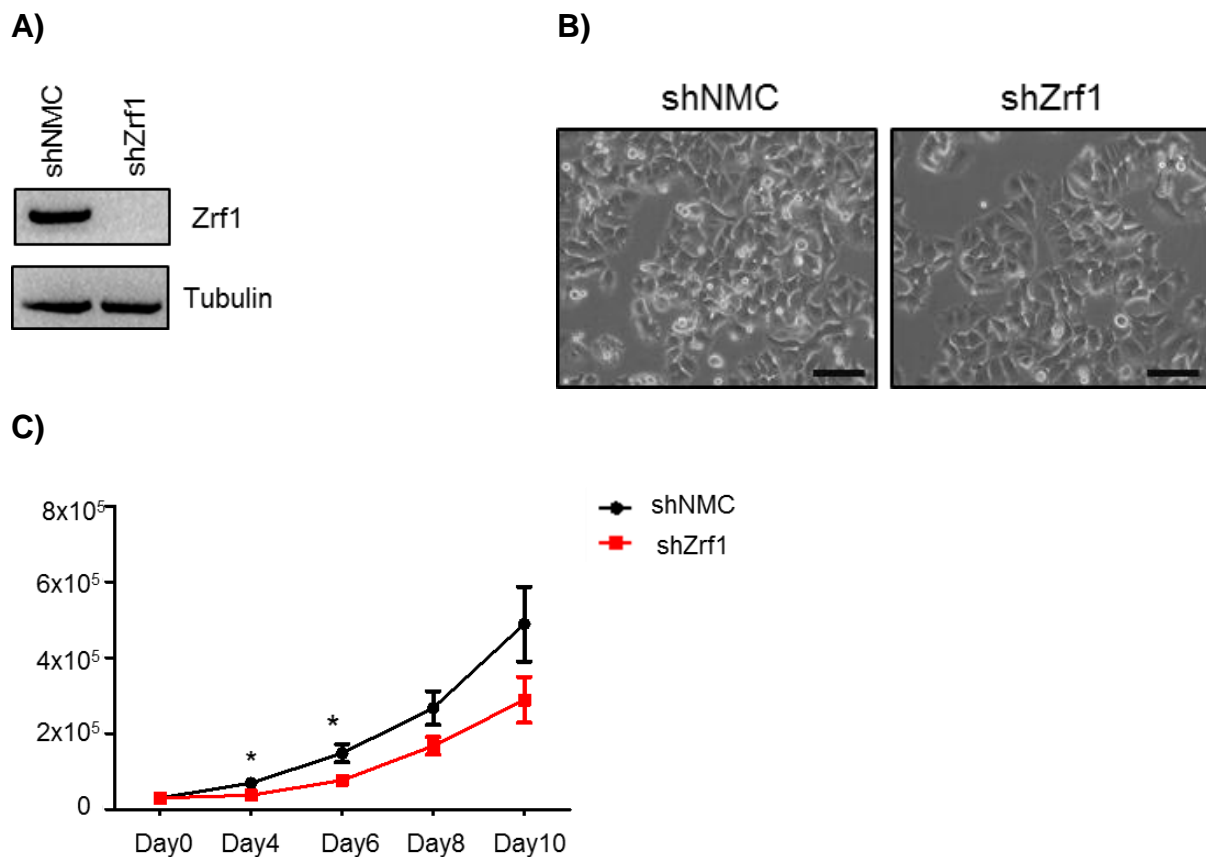 A)
shNMC
shZrf1
Zrf1
Tubulin
B)
shNMC
shZrf1
C)
8x10⁵
6x10⁵
4x10⁵
2x10⁵
0
*
*
Day0 Day4 Day6 Day8 Day10
shNMC
shZrf1